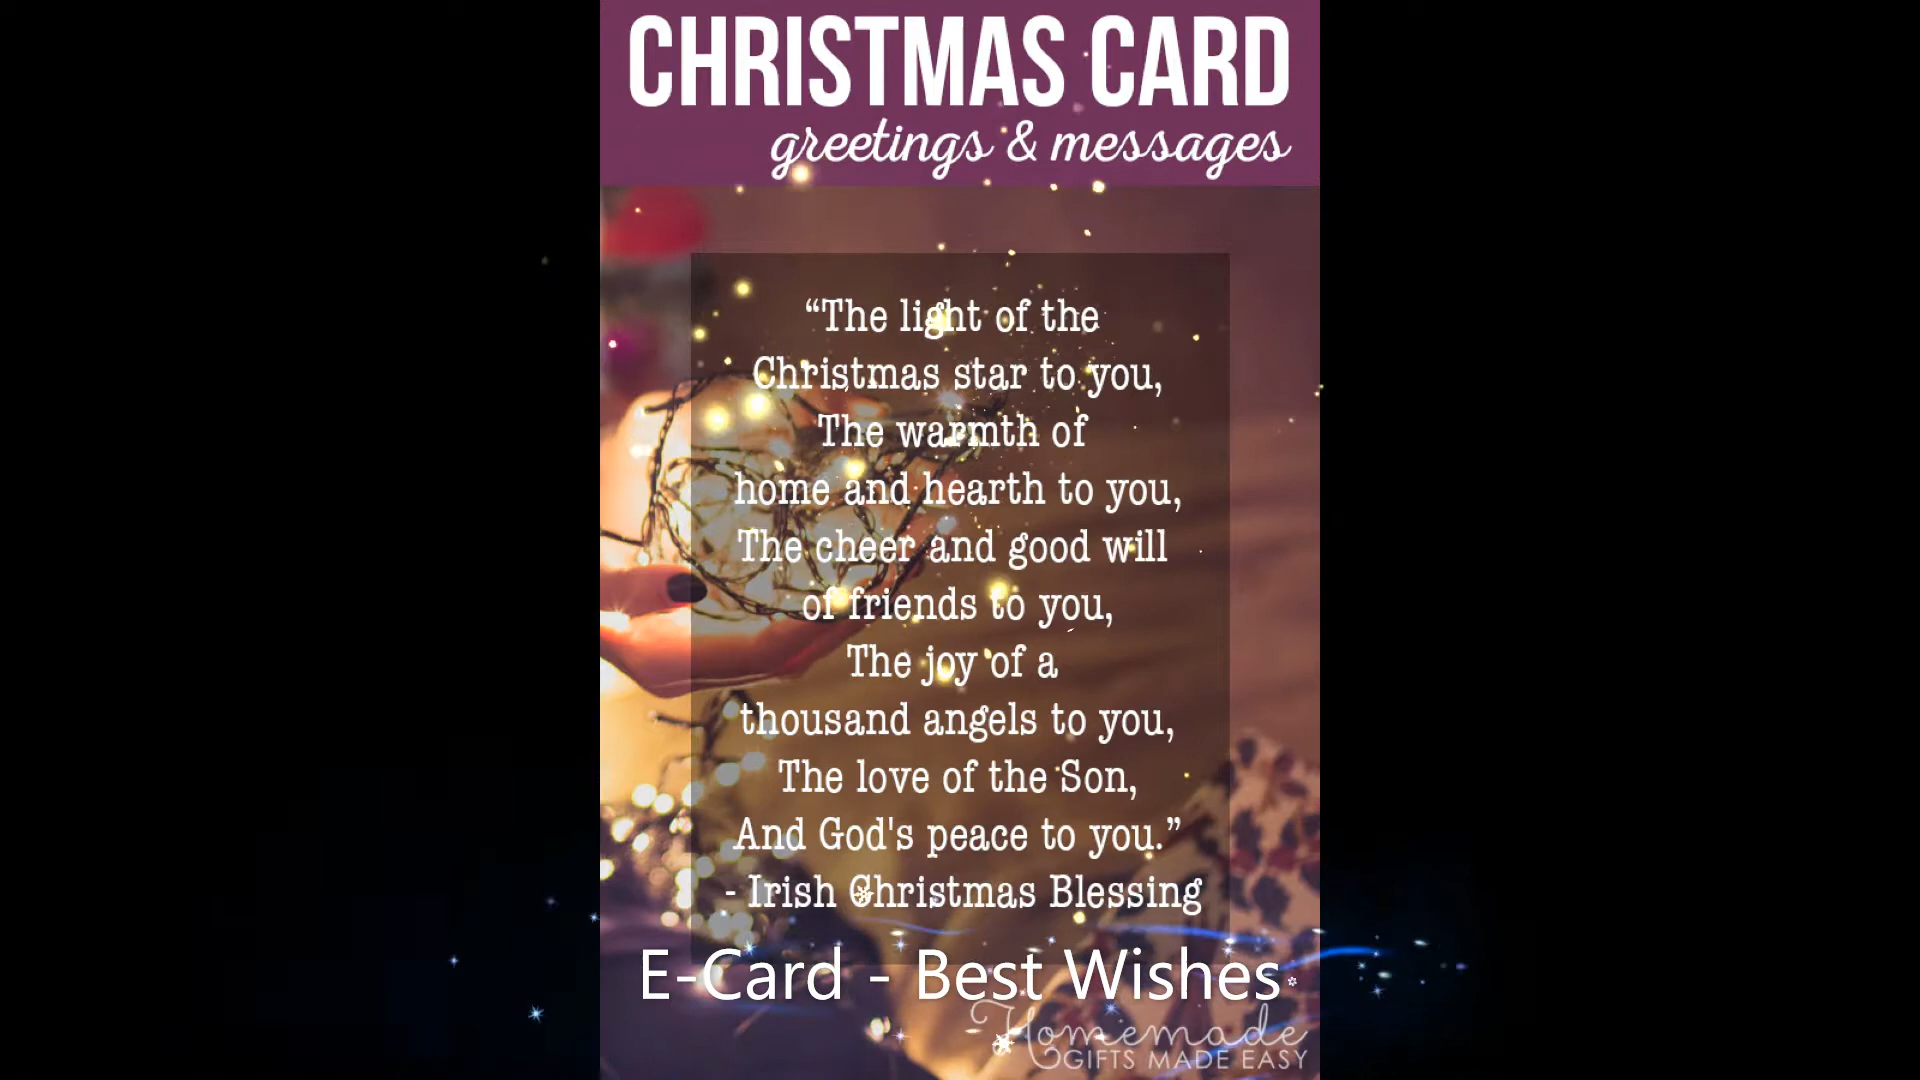 CHRISTMAS CARD
greetings & messages
“The light of the
Christmas star to you,
The warmth of
home and hearth to you,
The cheer and good will
of friends to you,
The joy of a
thousand angels to you,
The love of the Son,
And God's peace to you.”
- Irish Christmas Blessing
E-Card - Best Wishes
Homemade
GIFTS MADE EASY